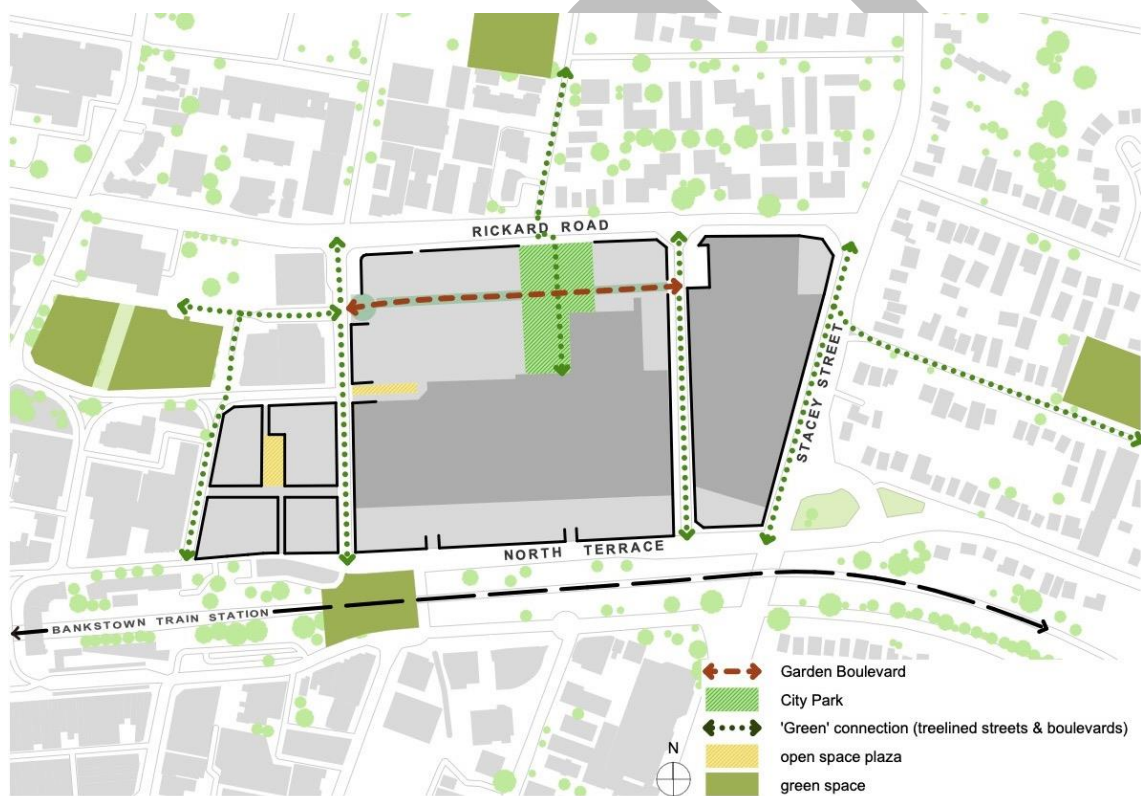 RICKARD ROAD
STACEY STREET
NORTH TERRACE
BANKSTOWN TRAIN STATION
Garden Boulevard
City Park
'Green' connection (treelined streets & boulevards)
N
open space plaza
green space